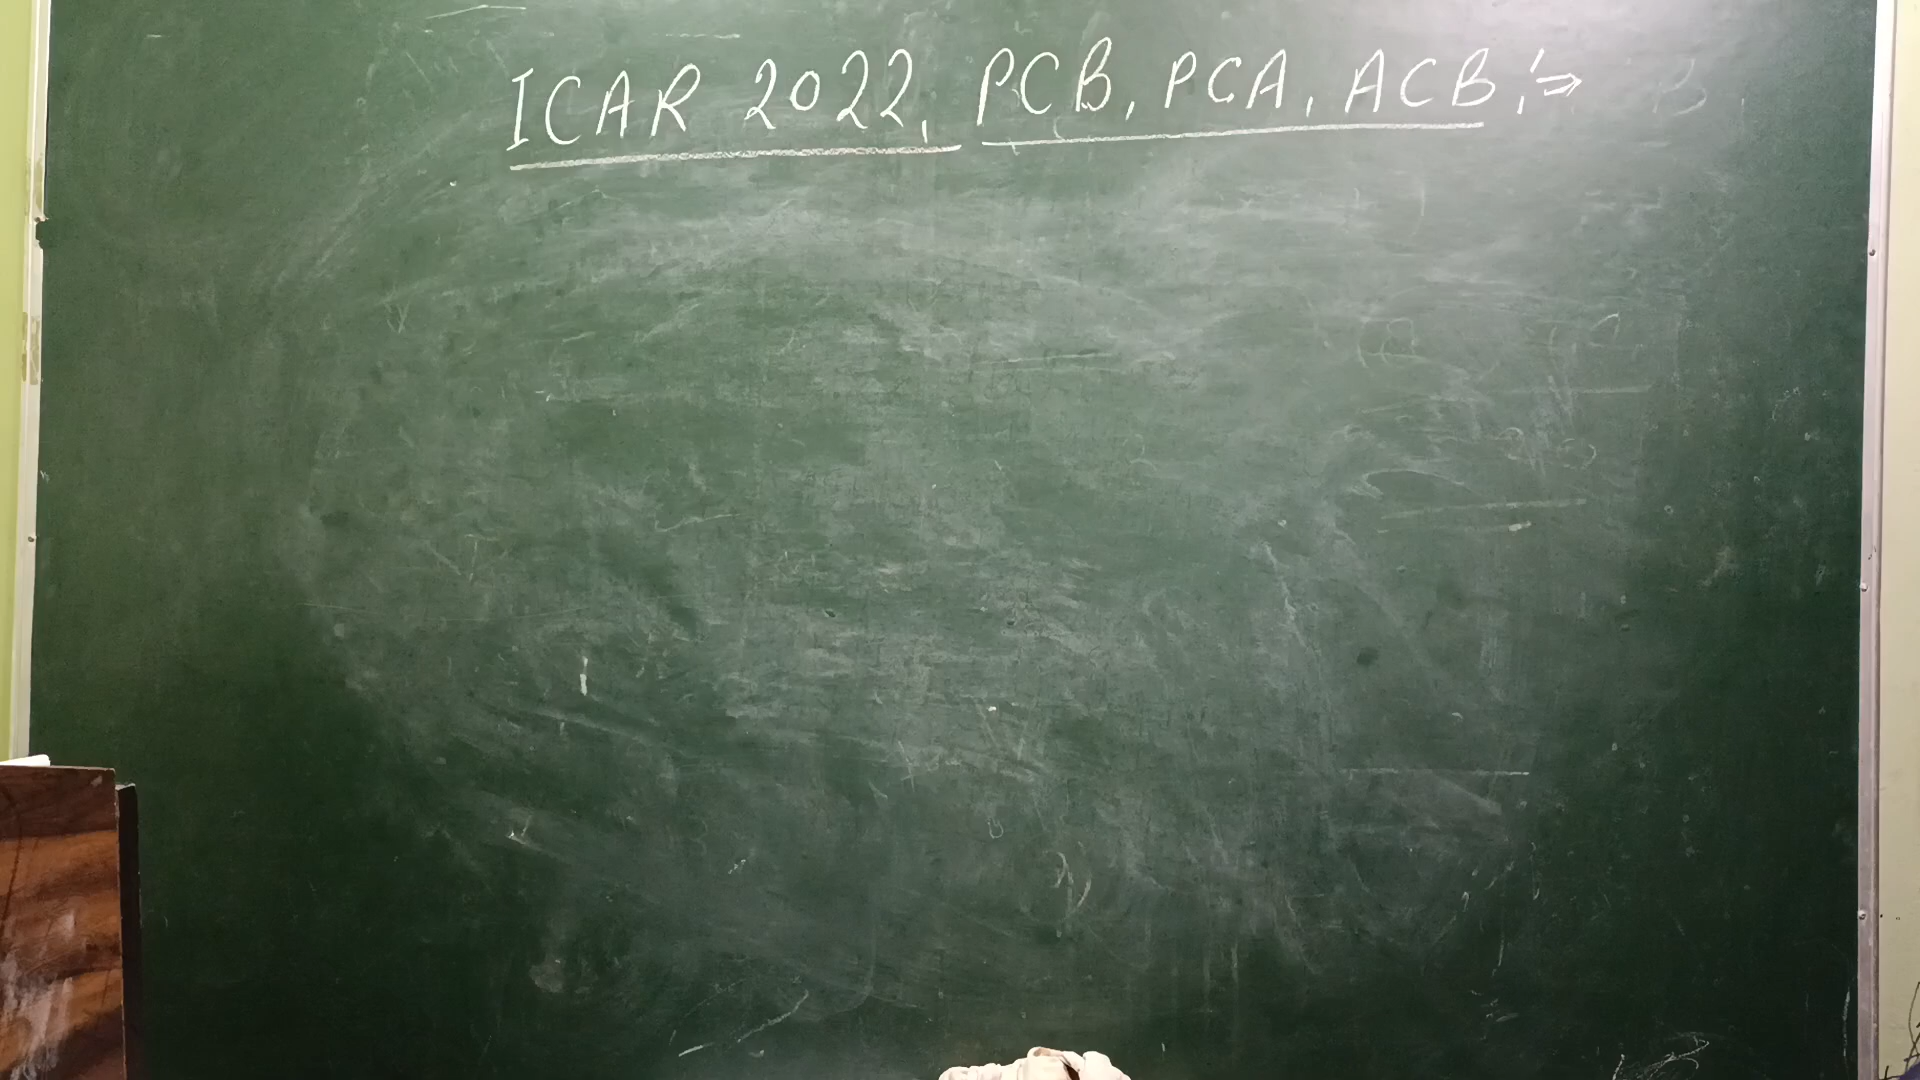 ICAR 2022, PCB, PCA, ACB :⇒